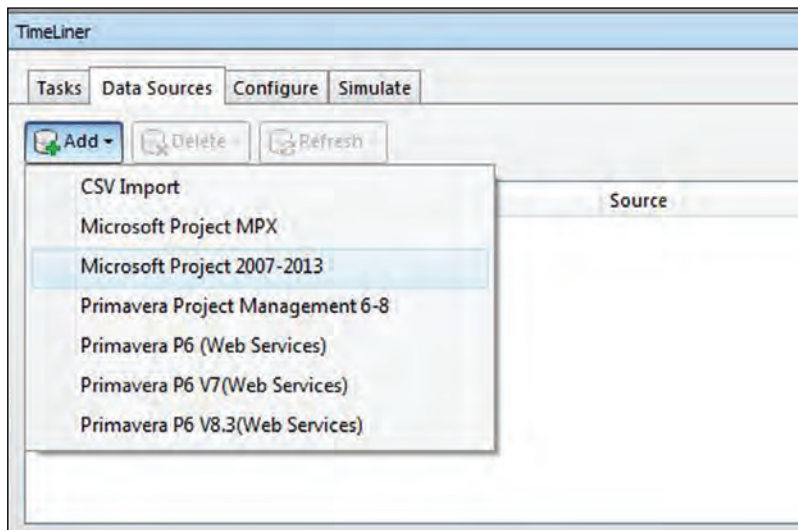 TimeLiner
Tasks Data Sources Configure Simulate
Add Delete Refresh
CSV Import
Source
Microsoft Project MPX
Microsoft Project 2007-2013
Primavera Project Management 6-8
Primavera P6 (Web Services)
Primavera P6 V7(Web Services)
Primavera P6 V8.3(Web Services)